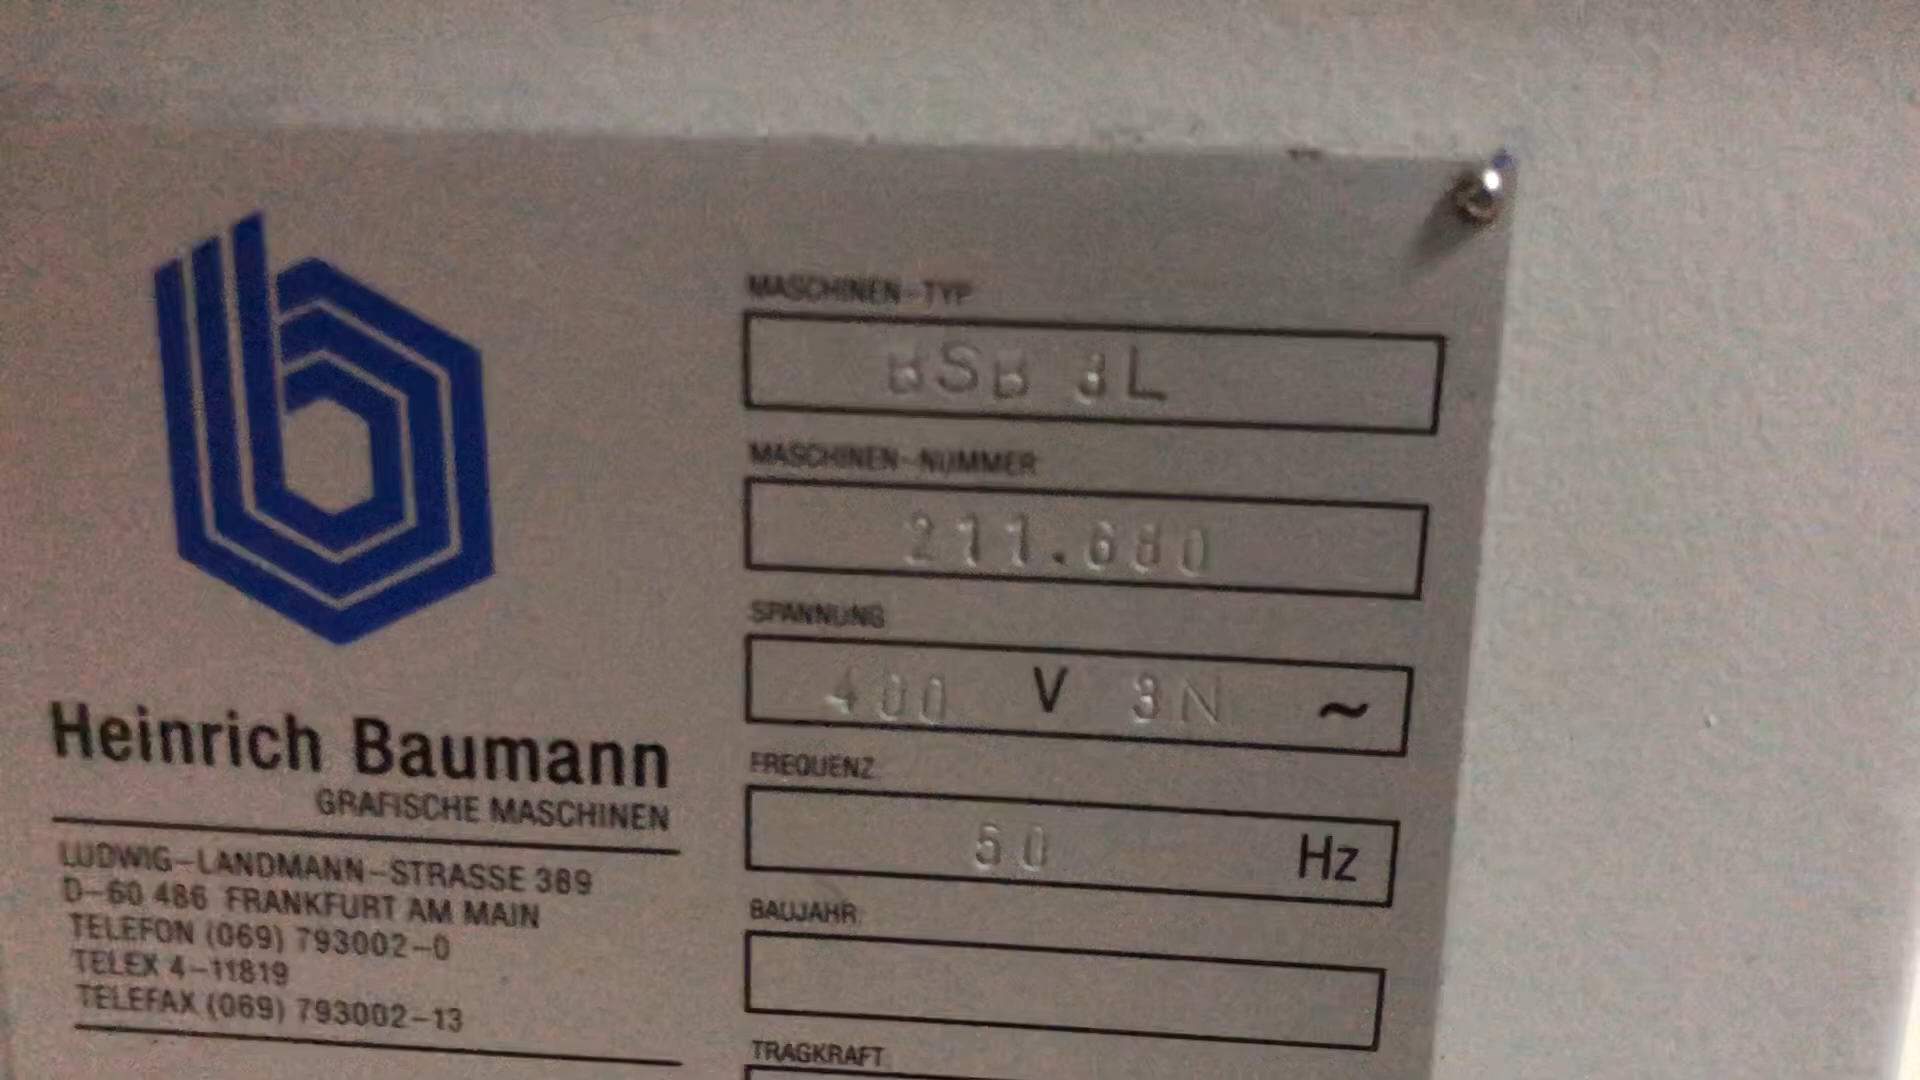 MASCHINEN-TYP
BSB 3L
MASCHINEN-NUMMER
211.680
SPANNUNG
400 V 3N ~
FREQUENZ
50 Hz
BAUJAHR
TRAGKRAFT
Heinrich Baumann
GRAFISCHE MASCHINEN
LUDWIG-LANDMANN-STRASSE 389
D-60 486 FRANKFURT AM MAIN
TELEFON (069) 793002-0
TELEX 4-11819
TELEFAX (069) 793002-13